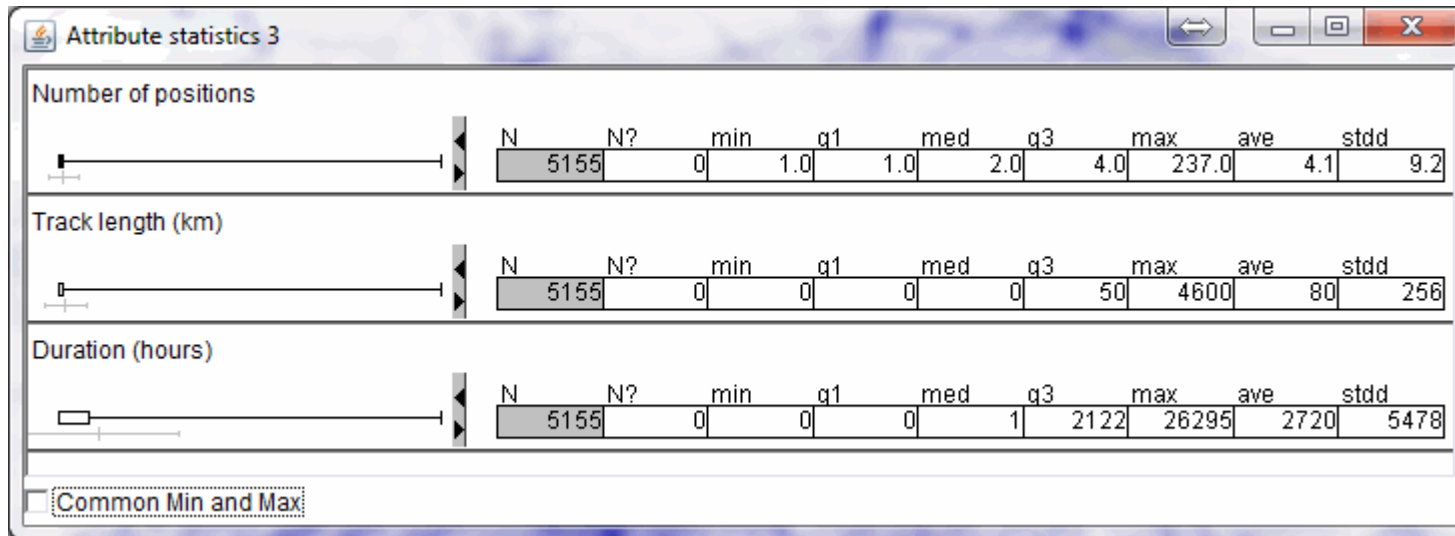 Attribute statistics 3
Number of positions
N N? min q1 med q3 max ave stdd
5155 0 1.0 1.0 2.0 4.0 237.0 4.1 9.2
Track length (km)
N N? min q1 med q3 max ave stdd
5155 0 0 0 0 50 4600 80 256
Duration (hours)
N N? min q1 med q3 max ave stdd
5155 0 0 0 1 2122 26295 2720 5478
Common Min and Max